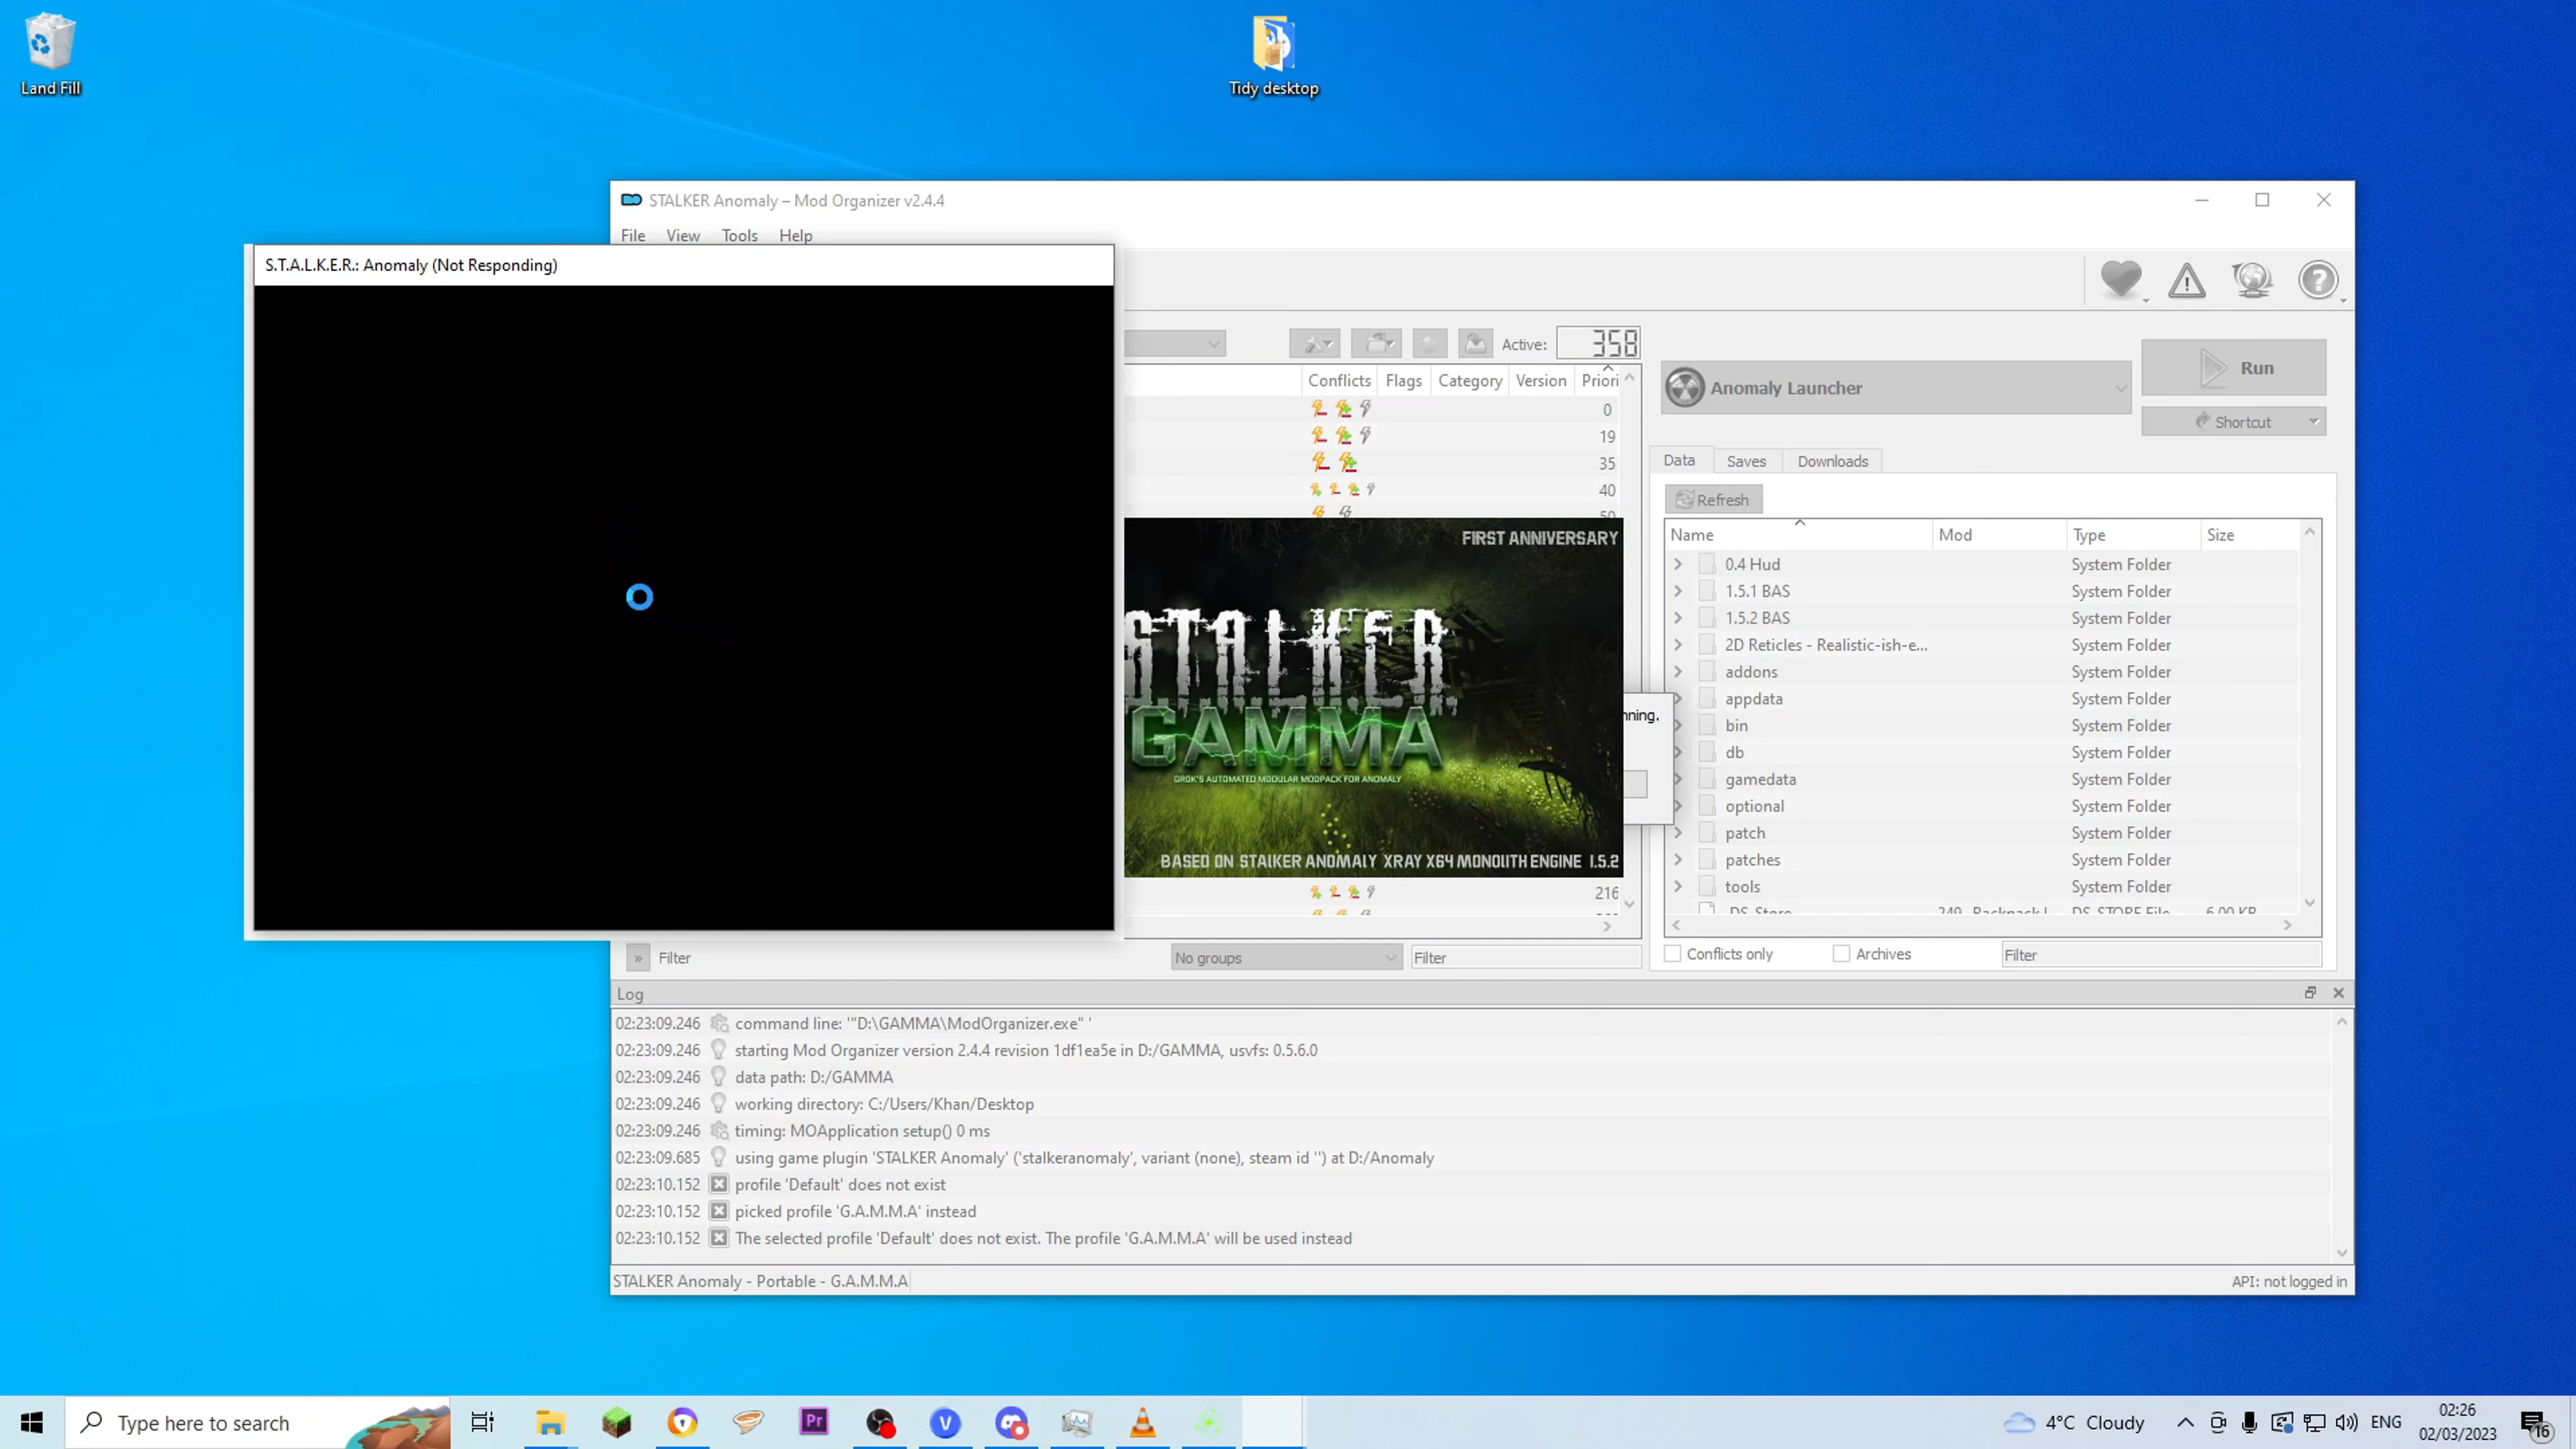 Land Fill
Tidy desktop
STALKER Anomaly – Mod Organizer v2.4.4
File View Tools Help
S.T.A.L.K.E.R.: Anomaly (Not Responding)
Active: 358
Conflicts Flags Category Version Priori
0
19
35
40
50
216
FIRST ANNIVERSARY
STALKER
GAMMA
GROK'S AUTOMATED MODULAR MODPACK FOR ANOMALY
BASED ON STALKER ANOMALY XRAY X64 MONOLITH ENGINE 1.5.2
nning.
Anomaly Launcher
Run
Shortcut
Data Saves Downloads
Refresh
Name Mod Type Size
0.4 Hud System Folder
1.5.1 BAS System Folder
1.5.2 BAS System Folder
2D Reticles - Realistic-ish-e... System Folder
addons System Folder
appdata System Folder
bin System Folder
db System Folder
gamedata System Folder
optional System Folder
patch System Folder
patches System Folder
tools System Folder
DS_Store 249- Backpack DS_STORE File 6.00 KB
» Filter No groups Filter
Conflicts only Archives Filter
Log
02:23:09.246 command line: '"D:\GAMMA\ModOrganizer.exe" '
02:23:09.246 starting Mod Organizer version 2.4.4 revision 1df1ea5e in D:/GAMMA, usvfs: 0.5.6.0
02:23:09.246 data path: D:/GAMMA
02:23:09.246 working directory: C:/Users/Khan/Desktop
02:23:09.246 timing: MOApplication setup() 0 ms
02:23:09.685 using game plugin 'STALKER Anomaly' ('stalkeranomaly', variant (none), steam id '') at D:/Anomaly
02:23:10.152 profile 'Default' does not exist
02:23:10.152 picked profile 'G.A.M.M.A' instead
02:23:10.152 The selected profile 'Default' does not exist. The profile 'G.A.M.M.A' will be used instead
STALKER Anomaly - Portable - G.A.M.M.A
API: not logged in
Type here to search
Pr
V
4°C Cloudy
ENG
02:26
02/03/2023
16